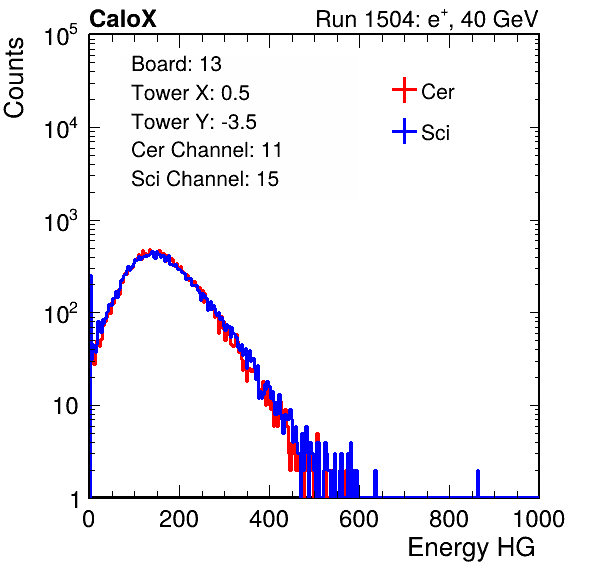 CaloX Run 1504: e⁺, 40 GeV
Counts
10⁵
10⁴
10³
10²
10
1
Board: 13
Tower X: 0.5
Tower Y: -3.5
Cer Channel: 11
Sci Channel: 15
Cer
Sci
0 200 400 600 800 1000
Energy HG